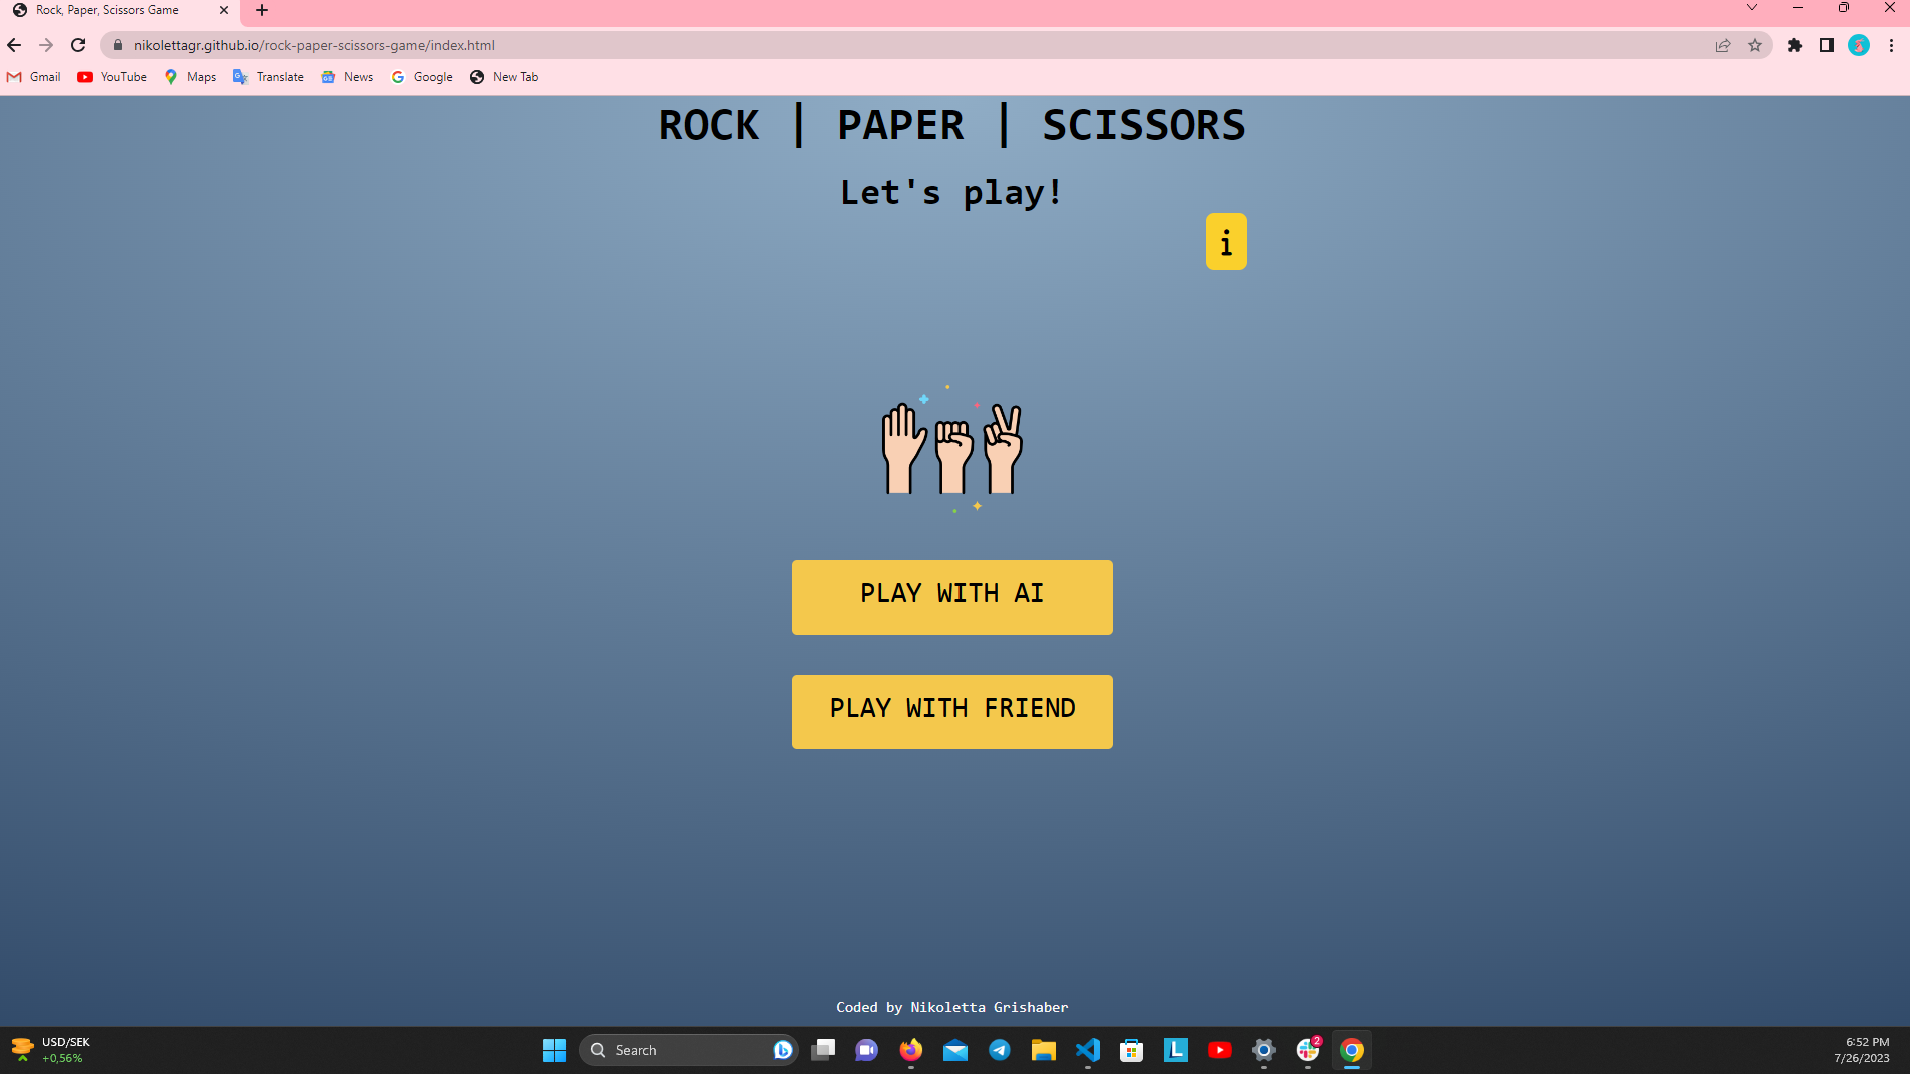 Rock, Paper, Scissors Game
nikolettagr.github.io/rock-paper-scissors-game/index.html
Gmail YouTube Maps Translate News Google New Tab
ROCK | PAPER | SCISSORS
Let's play!
i
PLAY WITH AI
PLAY WITH FRIEND
Coded by Nikoletta Grishaber
USD/SEK
+0,56%
Search
L
2
6:52 PM
7/26/2023